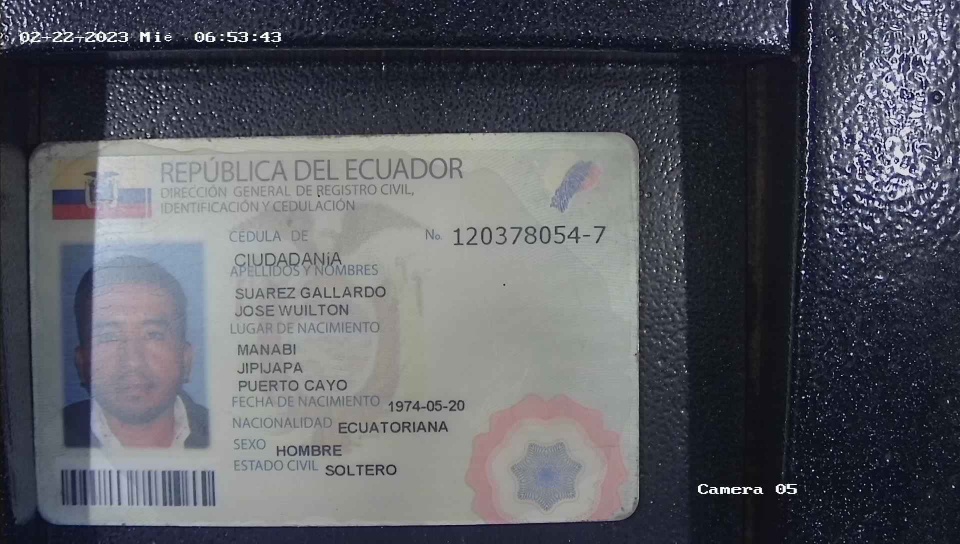 02-22-2023 Mié 06:53:43
REPÚBLICA DEL ECUADOR
DIRECCIÓN GENERAL DE REGISTRO CIVIL,
IDENTIFICACIÓN Y CEDULACIÓN
CÉDULA DE No. 120378054-7
CIUDADANíA
APELLIDOS Y NOMBRES
SUAREZ GALLARDO
JOSE WUILTON
LUGAR DE NACIMIENTO
MANABI
JIPIJAPA
PUERTO CAYO
FECHA DE NACIMIENTO 1974-05-20
NACIONALIDAD ECUATORIANA
SEXO HOMBRE
ESTADO CIVIL SOLTERO
Camera 05